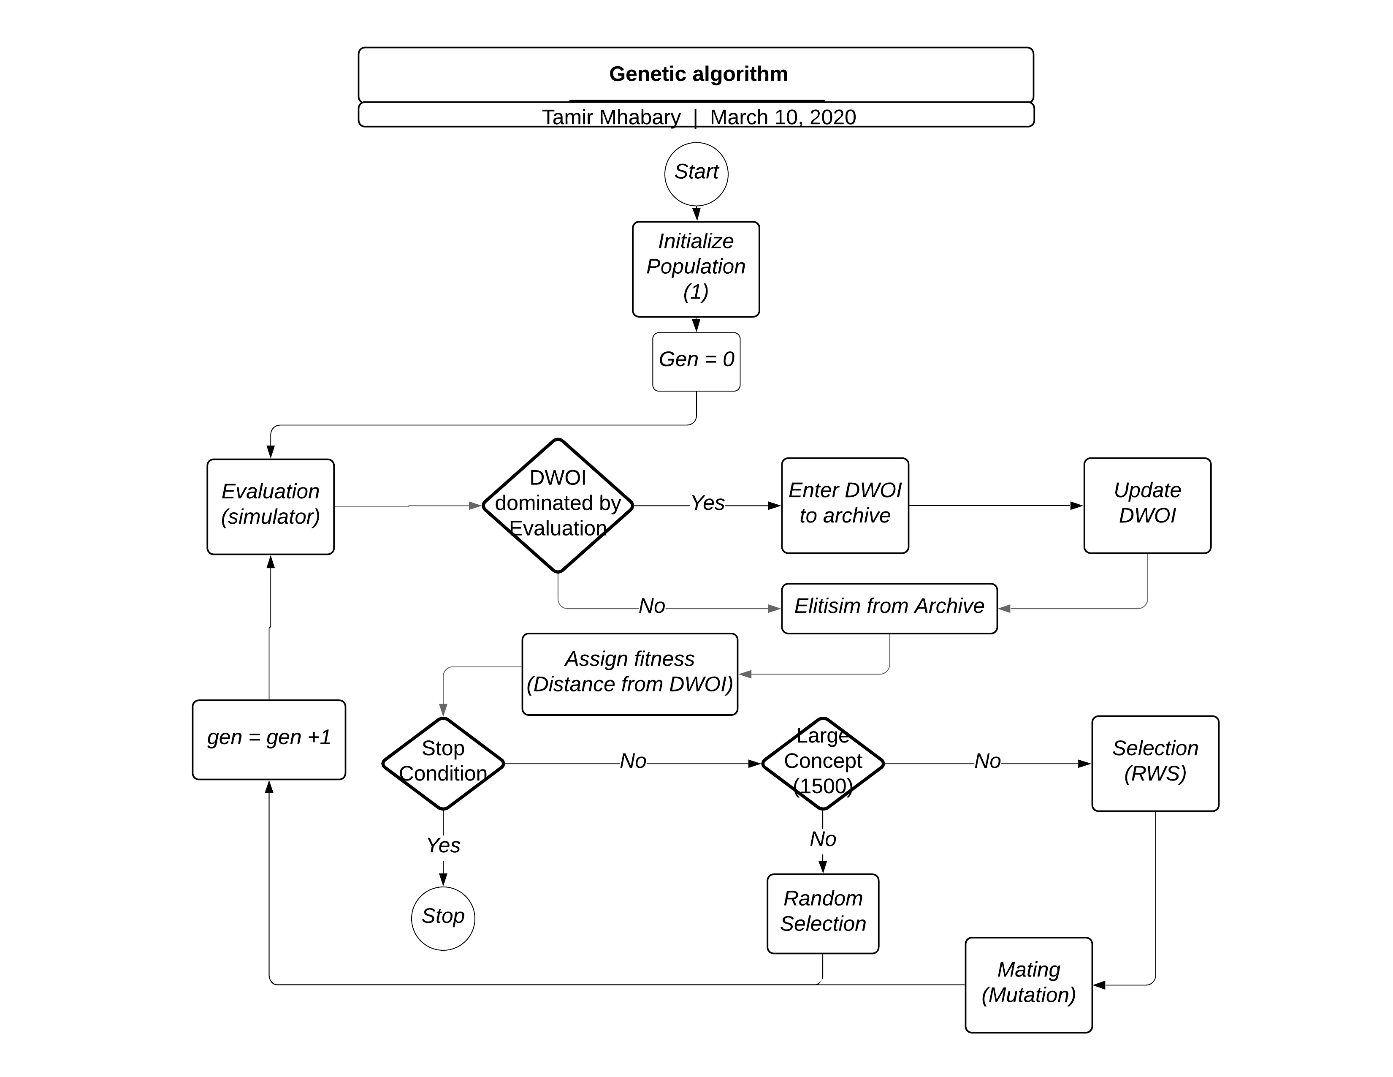 Genetic algorithm
Tamir Mhabary | March 10, 2020
Start
Initialize
Population
(1)
Gen = 0
Evaluation
(simulator)
DWOI
dominated by
Evaluation
Yes
Enter DWOI
to archive
Update
DWOI
No
Elitisim from Archive
Assign fitness
(Distance from DWOI)
gen = gen +1
Stop
Condition
No
Large
Concept
(1500)
No
Selection
(RWS)
Yes
No
Stop
Random
Selection
Mating
(Mutation)